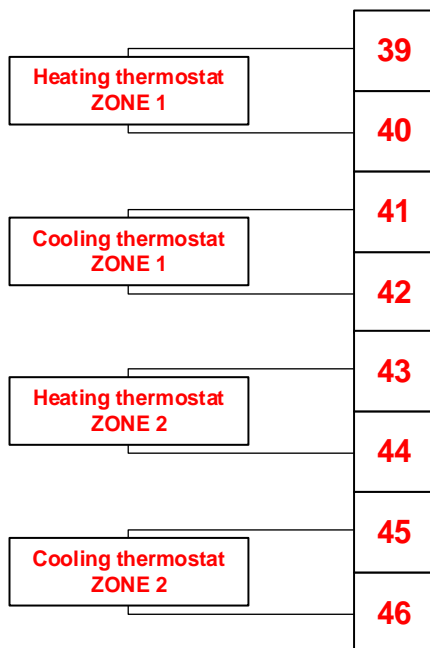 39
Heating thermostat
ZONE 1
40
41
Cooling thermostat
ZONE 1
42
43
Heating thermostat
ZONE 2
44
45
Cooling thermostat
ZONE 2
46